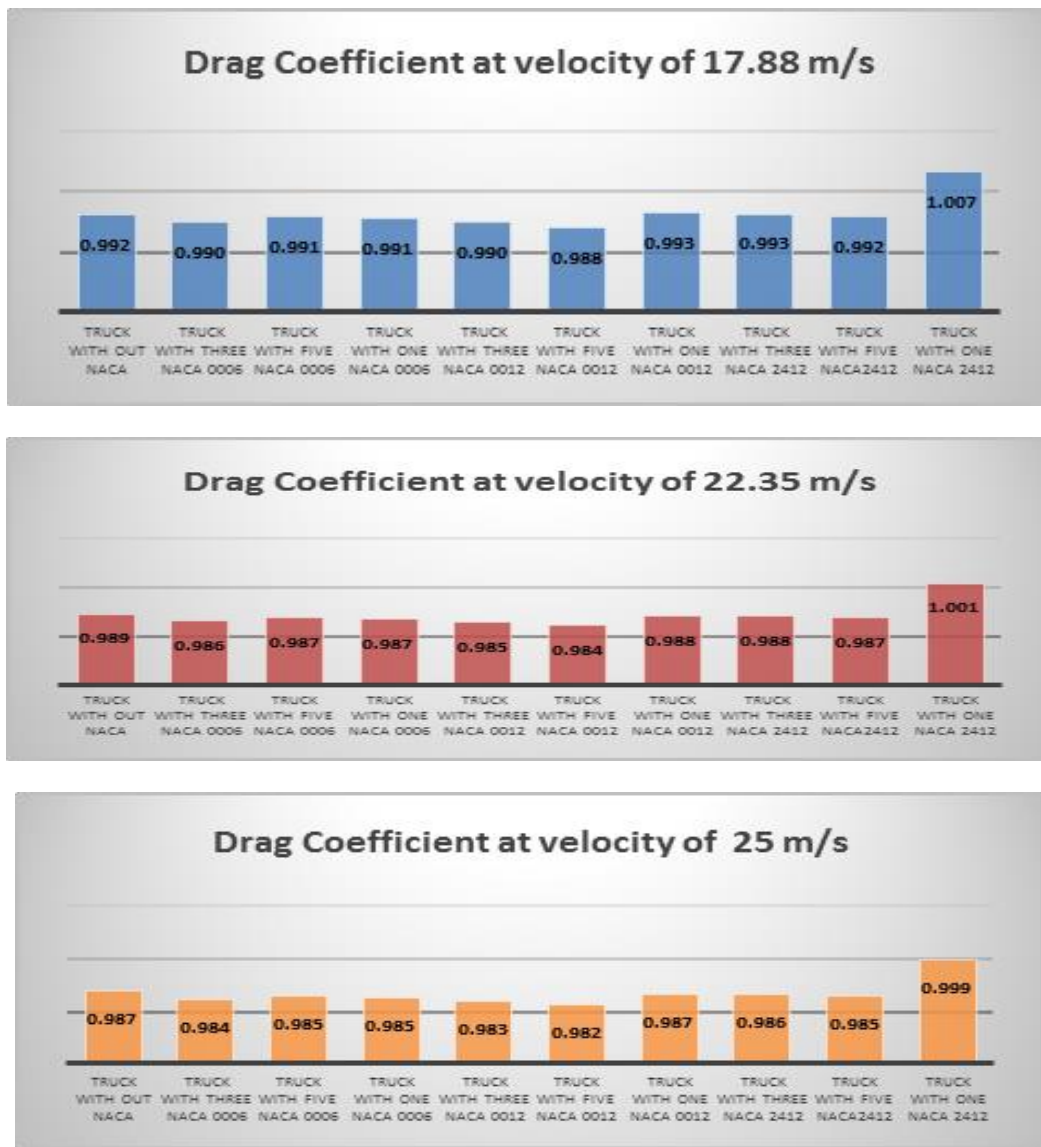 Drag Coefficient at velocity of 17.88 m/s
0.992 0.990 0.991 0.991 0.990 0.988 0.993 0.993 0.992 1.007
TRUCK TRUCK TRUCK TRUCK TRUCK TRUCK TRUCK TRUCK TRUCK TRUCK
WITH OUT WITH THREE WITH FIVE WITH ONE WITH THREE WITH FIVE WITH ONE WITH THREE WITH FIVE WITH ONE
NACA NACA 0006 NACA 0006 NACA 0006 NACA 0012 NACA 0012 NACA 0012 NACA 2412 NACA2412 NACA 2412
Drag Coefficient at velocity of 22.35 m/s
0.989 0.986 0.987 0.987 0.985 0.984 0.988 0.988 0.987 1.001
TRUCK TRUCK TRUCK TRUCK TRUCK TRUCK TRUCK TRUCK TRUCK TRUCK
WITH OUT WITH THREE WITH FIVE WITH ONE WITH THREE WITH FIVE WITH ONE WITH THREE WITH FIVE WITH ONE
NACA NACA 0006 NACA 0006 NACA 0006 NACA 0012 NACA 0012 NACA 0012 NACA 2412 NACA2412 NACA 2412
Drag Coefficient at velocity of 25 m/s
0.987 0.984 0.985 0.985 0.983 0.982 0.987 0.986 0.985 0.999
TRUCK TRUCK TRUCK TRUCK TRUCK TRUCK TRUCK TRUCK TRUCK TRUCK
WITH OUT WITH THREE WITH FIVE WITH ONE WITH THREE WITH FIVE WITH ONE WITH THREE WITH FIVE WITH ONE
NACA NACA 0006 NACA 0006 NACA 0006 NACA 0012 NACA 0012 NACA 0012 NACA 2412 NACA2412 NACA 2412